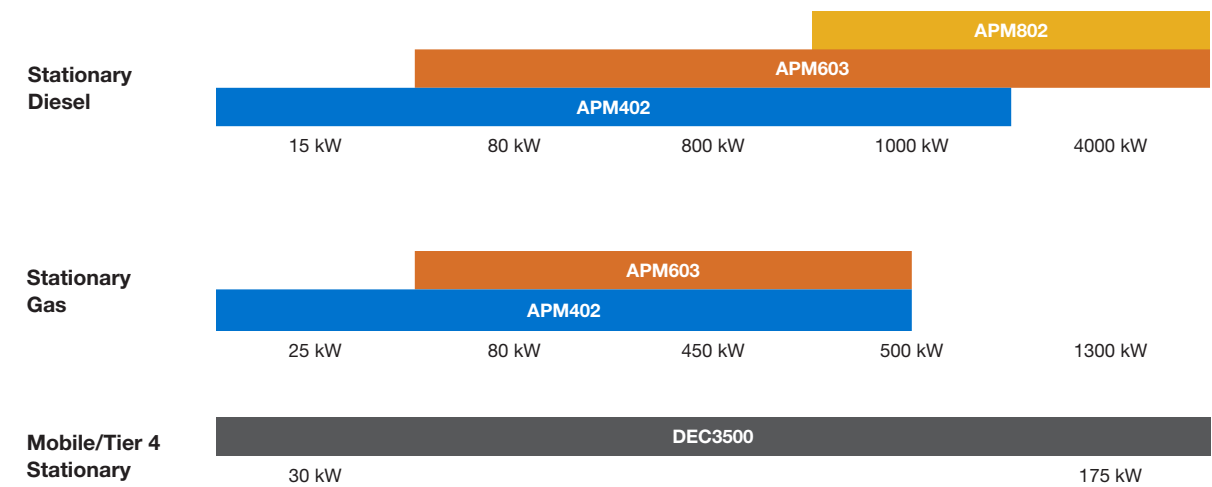 APM802
Stationary
Diesel
APM603
APM402
15 kW 80 kW 800 kW 1000 kW 4000 kW
Stationary
Gas
APM603
APM402
25 kW 80 kW 450 kW 500 kW 1300 kW
Mobile/Tier 4
Stationary
DEC3500
30 kW 175 kW